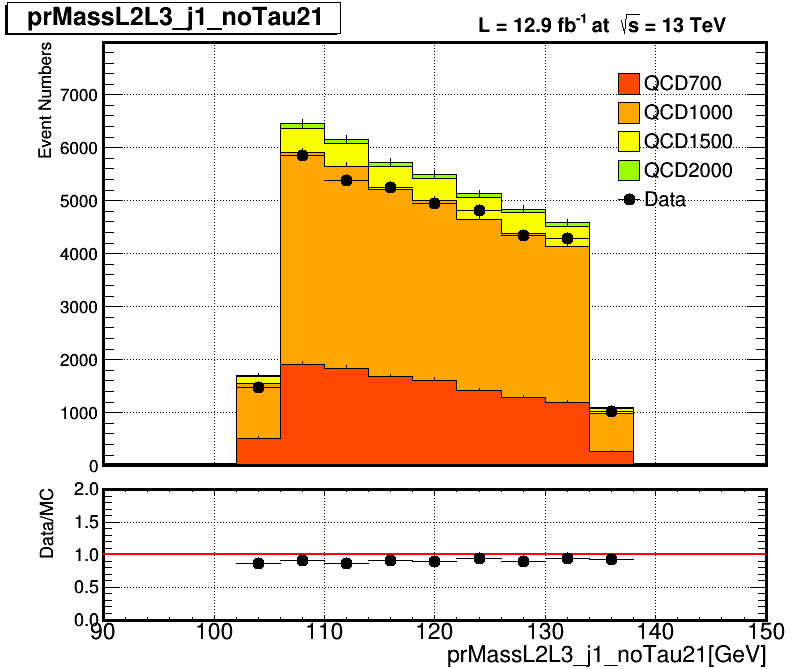 prMassL2L3_j1_noTau21
L = 12.9 fb-1 at √s = 13 TeV
Event Numbers
7000
6000
5000
4000
3000
2000
1000
0
QCD700
QCD1000
QCD1500
QCD2000
Data
Data/MC
2.0
1.5
1.0
0.5
0.0
90 100 110 120 130 140 150
prMassL2L3_j1_noTau21[GeV]